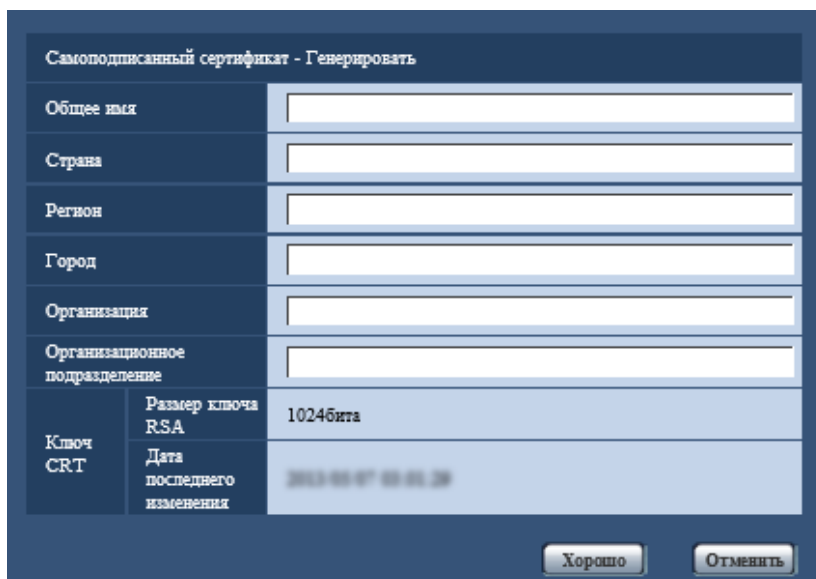 Самоподписанный сертификат - Генерировать
Общее имя
Страна
Регион
Город
Организация
Организационное
подразделение
Ключ
CRT
Размер ключа
RSA
1024бита
Дата
последнего
изменения
Хорошо
Отменить